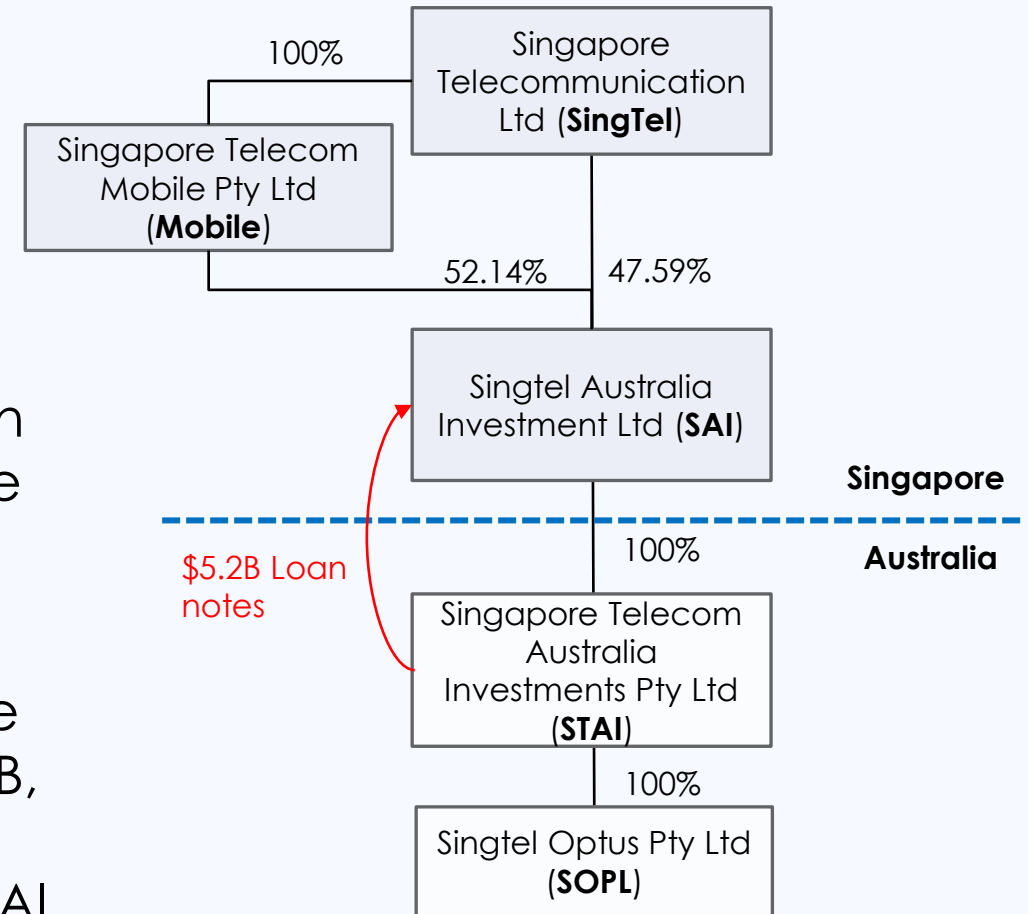 100%
Singapore
Telecommunication
Ltd (SingTel)
Singapore Telecom
Mobile Pty Ltd
(Mobile)
52.14%
47.59%
Singtel Australia
Investment Ltd (SAI)
Singapore
Australia
$5.2B Loan
notes
100%
Singapore Telecom
Australia
Investments Pty Ltd
(STAI)
100%
Singtel Optus Pty Ltd
(SOPL)
B,